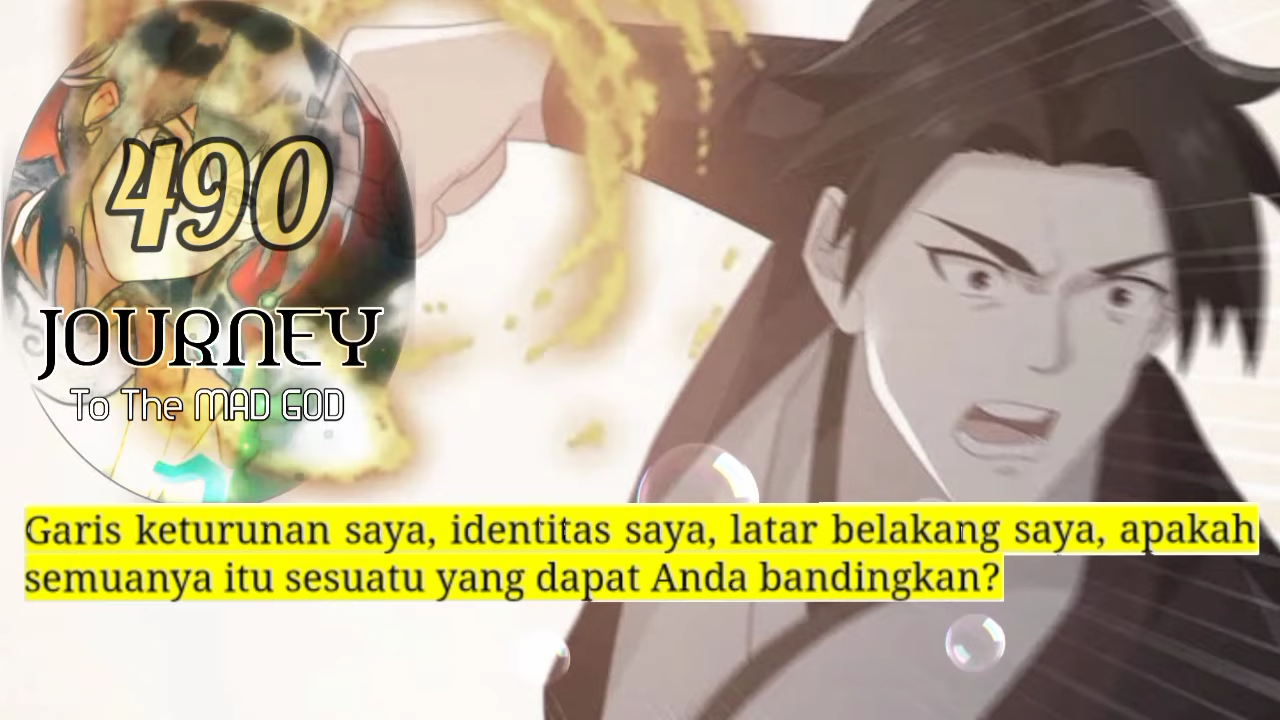 490
JOURNEY
To The MAD GOD
Garis keturunan saya, identitas saya, latar belakang saya, apakah
semuanya itu sesuatu yang dapat Anda bandingkan?